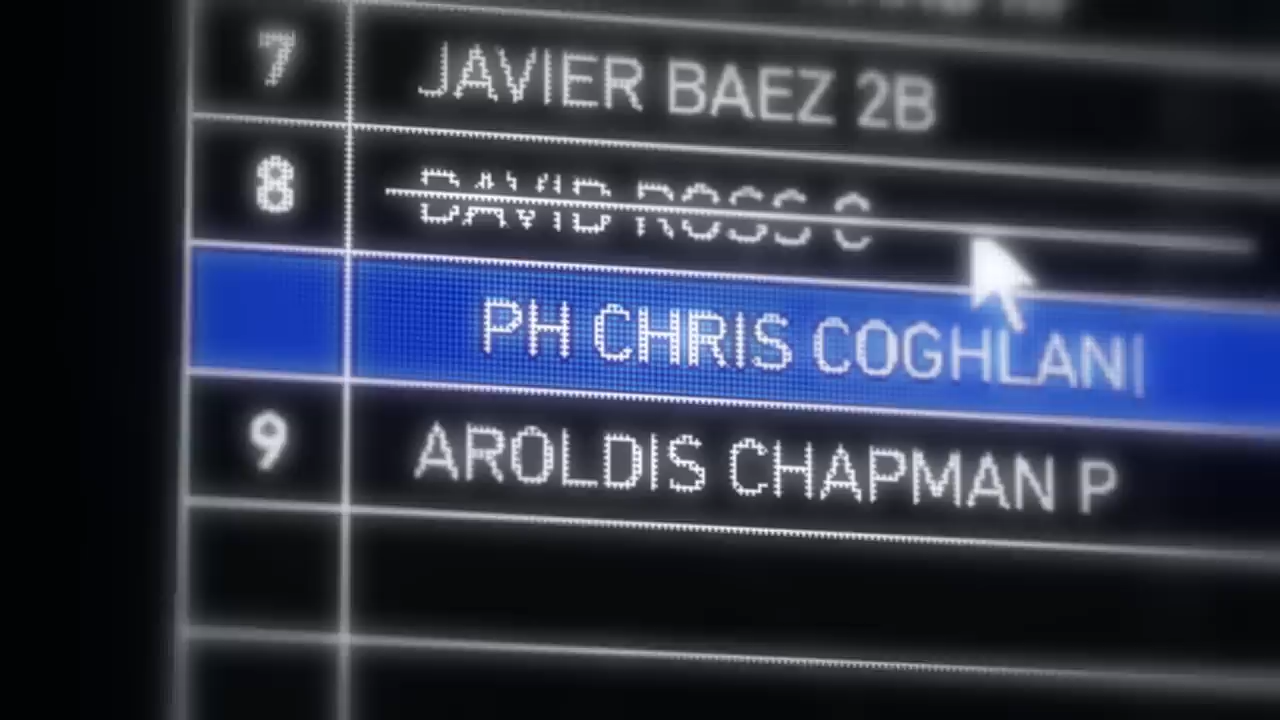 7 JAVIER BAEZ 2B
8 DAVID ROSS C
PH CHRIS COGHLAN
9 AROLDIS CHAPMAN P